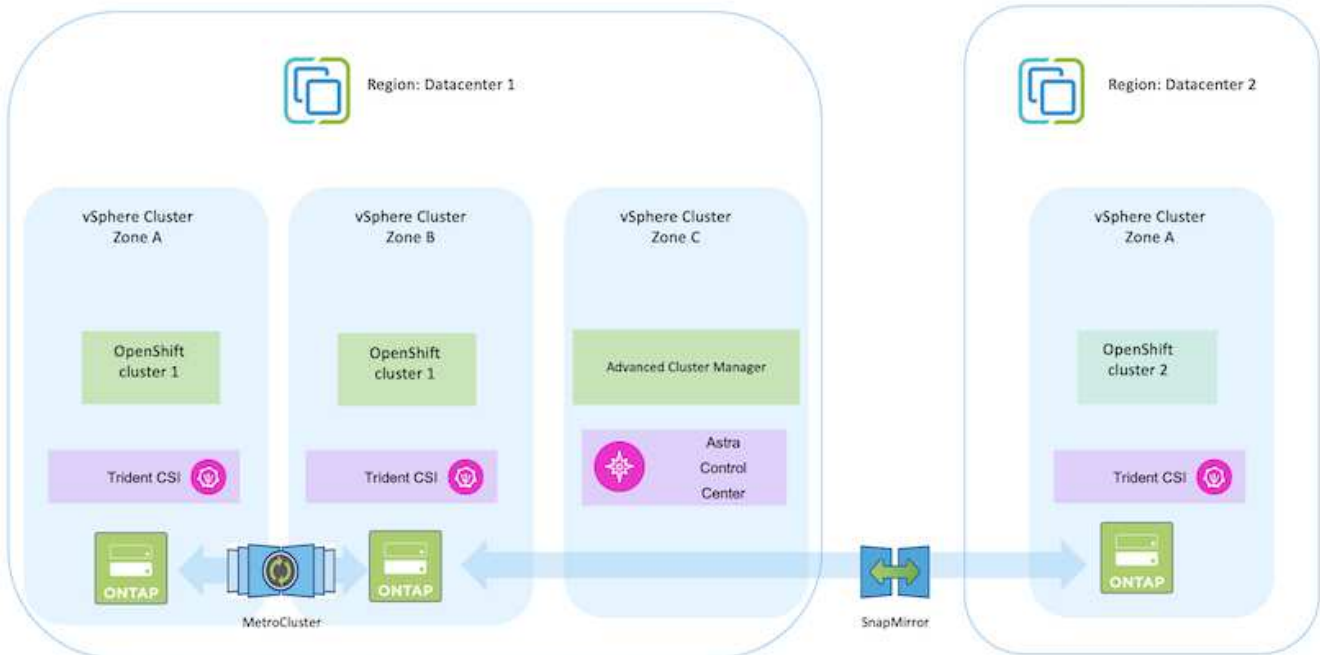 Region: Datacenter 1
Region: Datacenter 2
vSphere Cluster
Zone A
vSphere Cluster
Zone B
vSphere Cluster
Zone C
vSphere Cluster
Zone A
OpenShift
cluster 1
OpenShift
cluster 1
Advanced Cluster Manager
OpenShift
cluster 2
Trident CSI
Trident CSI
Astra
Control
Center
Trident CSI
ONTAP
ONTAP
ONTAP
MetroCluster
SnapMirror